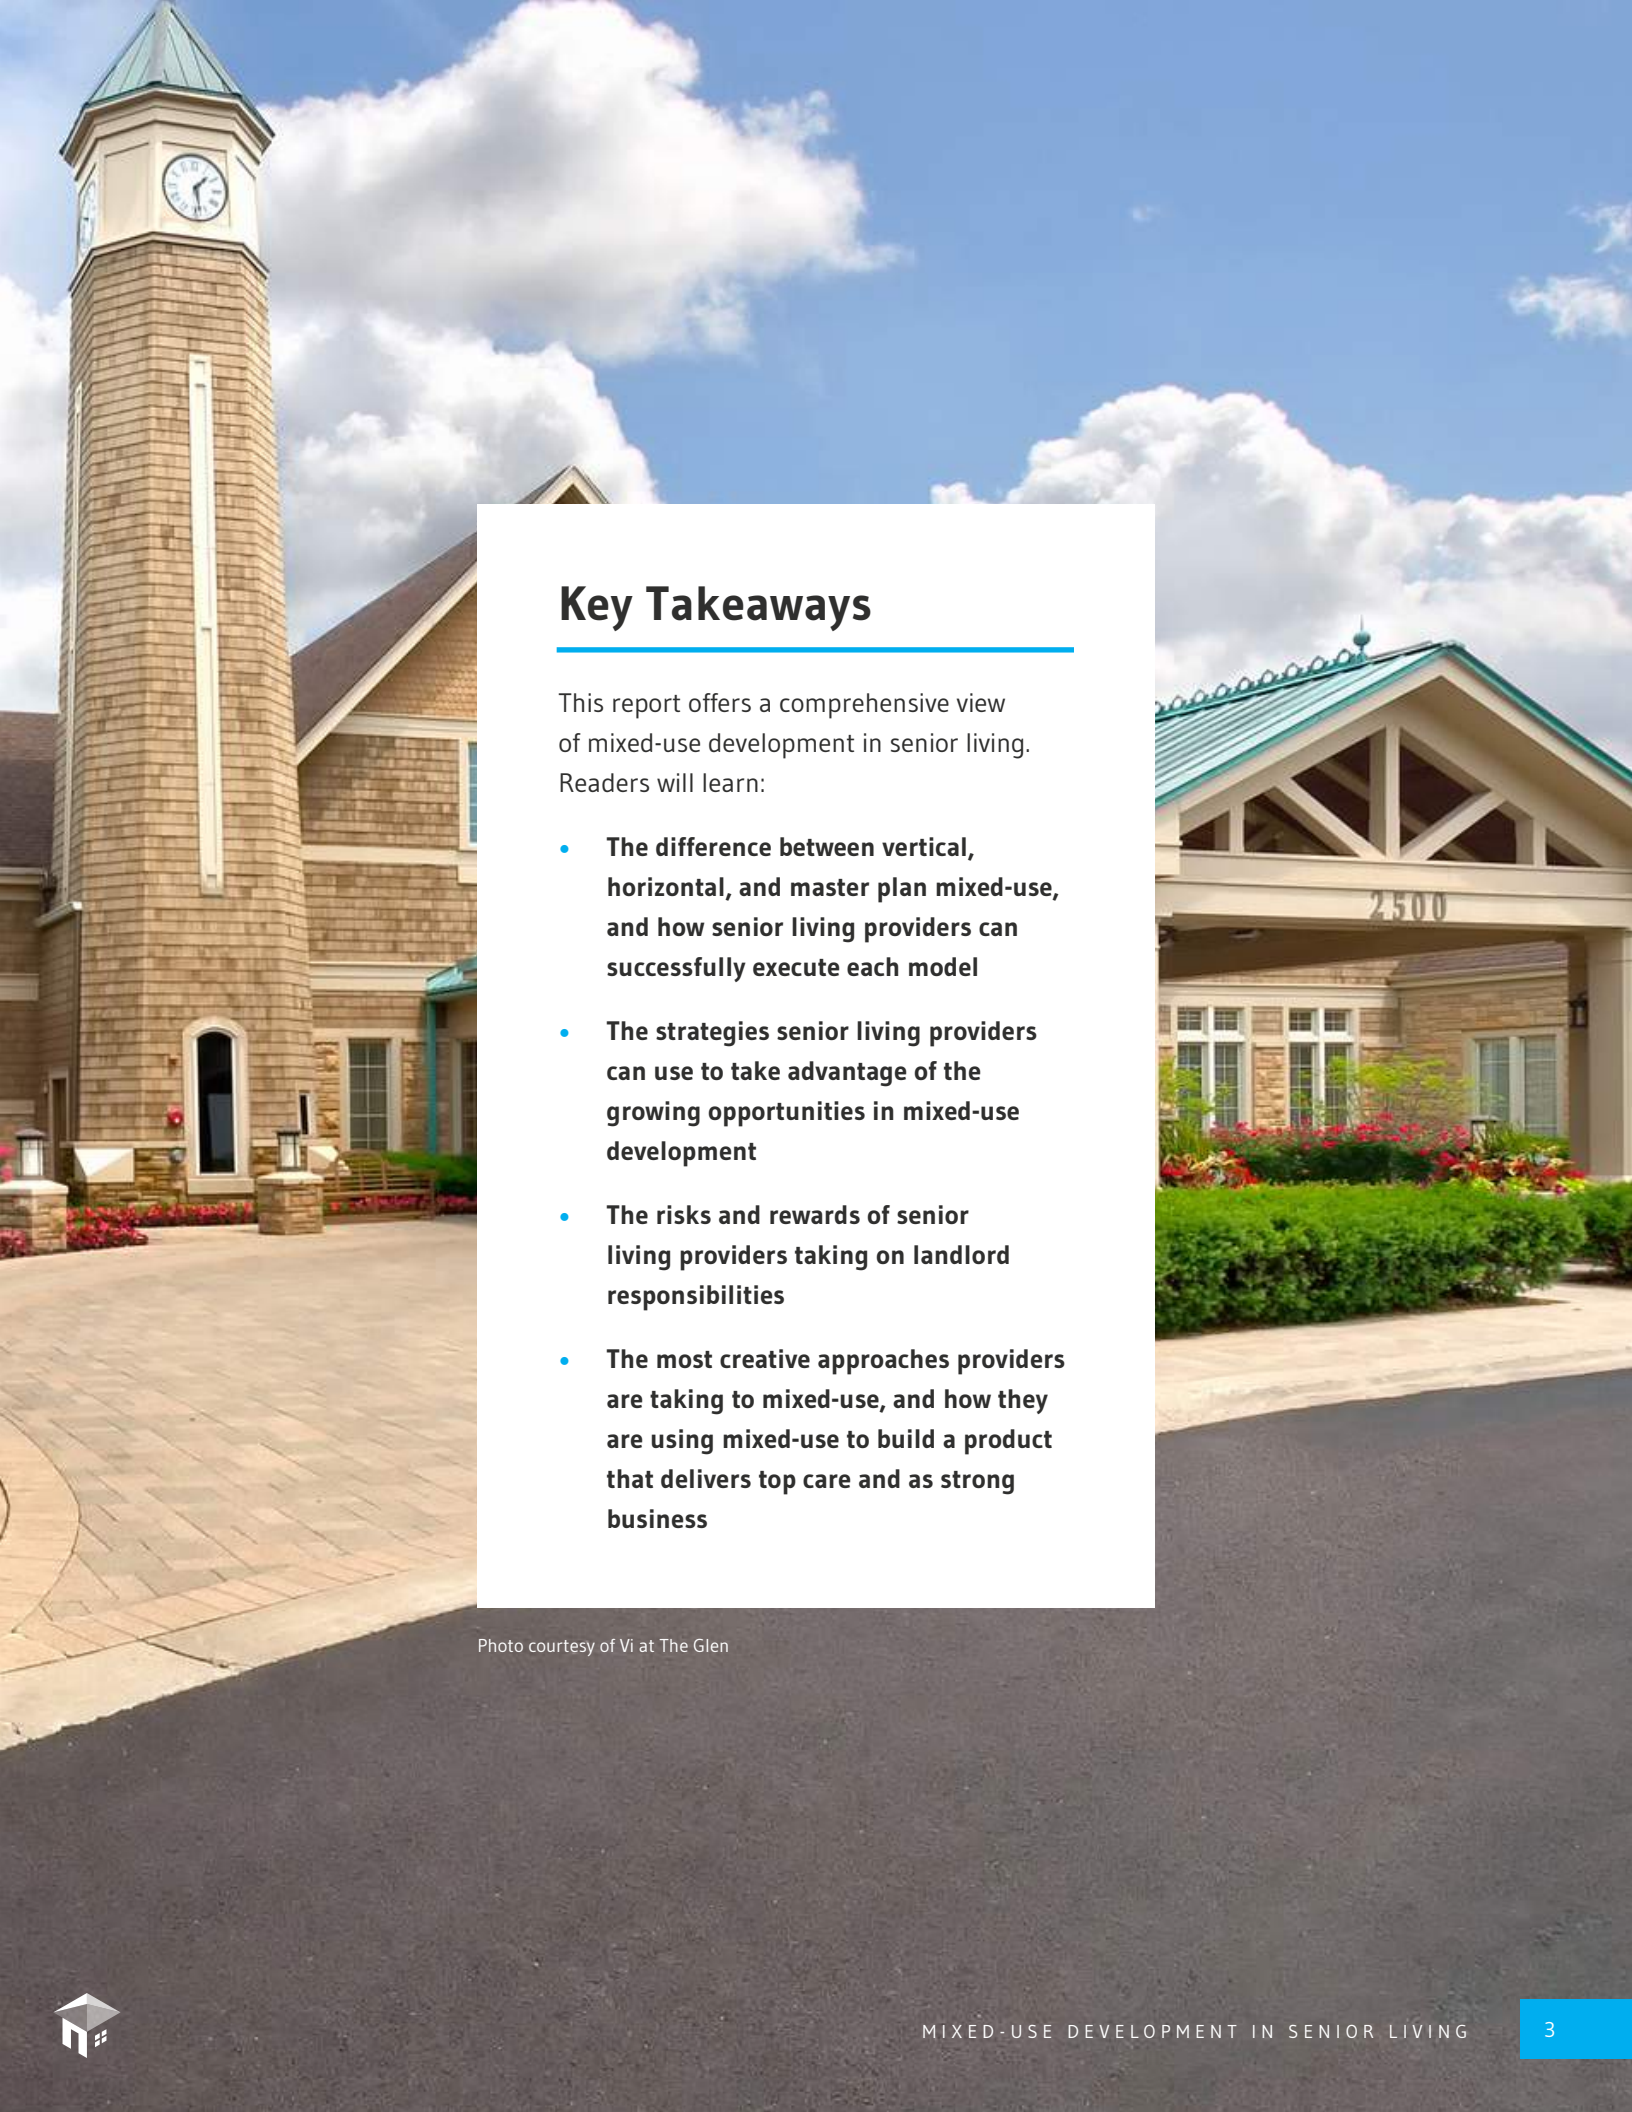 2500
Key Takeaways
This report offers a comprehensive view
of mixed-use development in senior living.
Readers will learn:
• The difference between vertical,
horizontal, and master plan mixed-use,
and how senior living providers can
successfully execute each model
• The strategies senior living providers
can use to take advantage of the
growing opportunities in mixed-use
development
• The risks and rewards of senior
living providers taking on landlord
responsibilities
• The most creative approaches providers
are taking to mixed-use, and how they
are using mixed-use to build a product
that delivers top care and as strong
business
Photo courtesy of Vi at The Glen
MIXED-USE DEVELOPMENT IN SENIOR LIVING
3